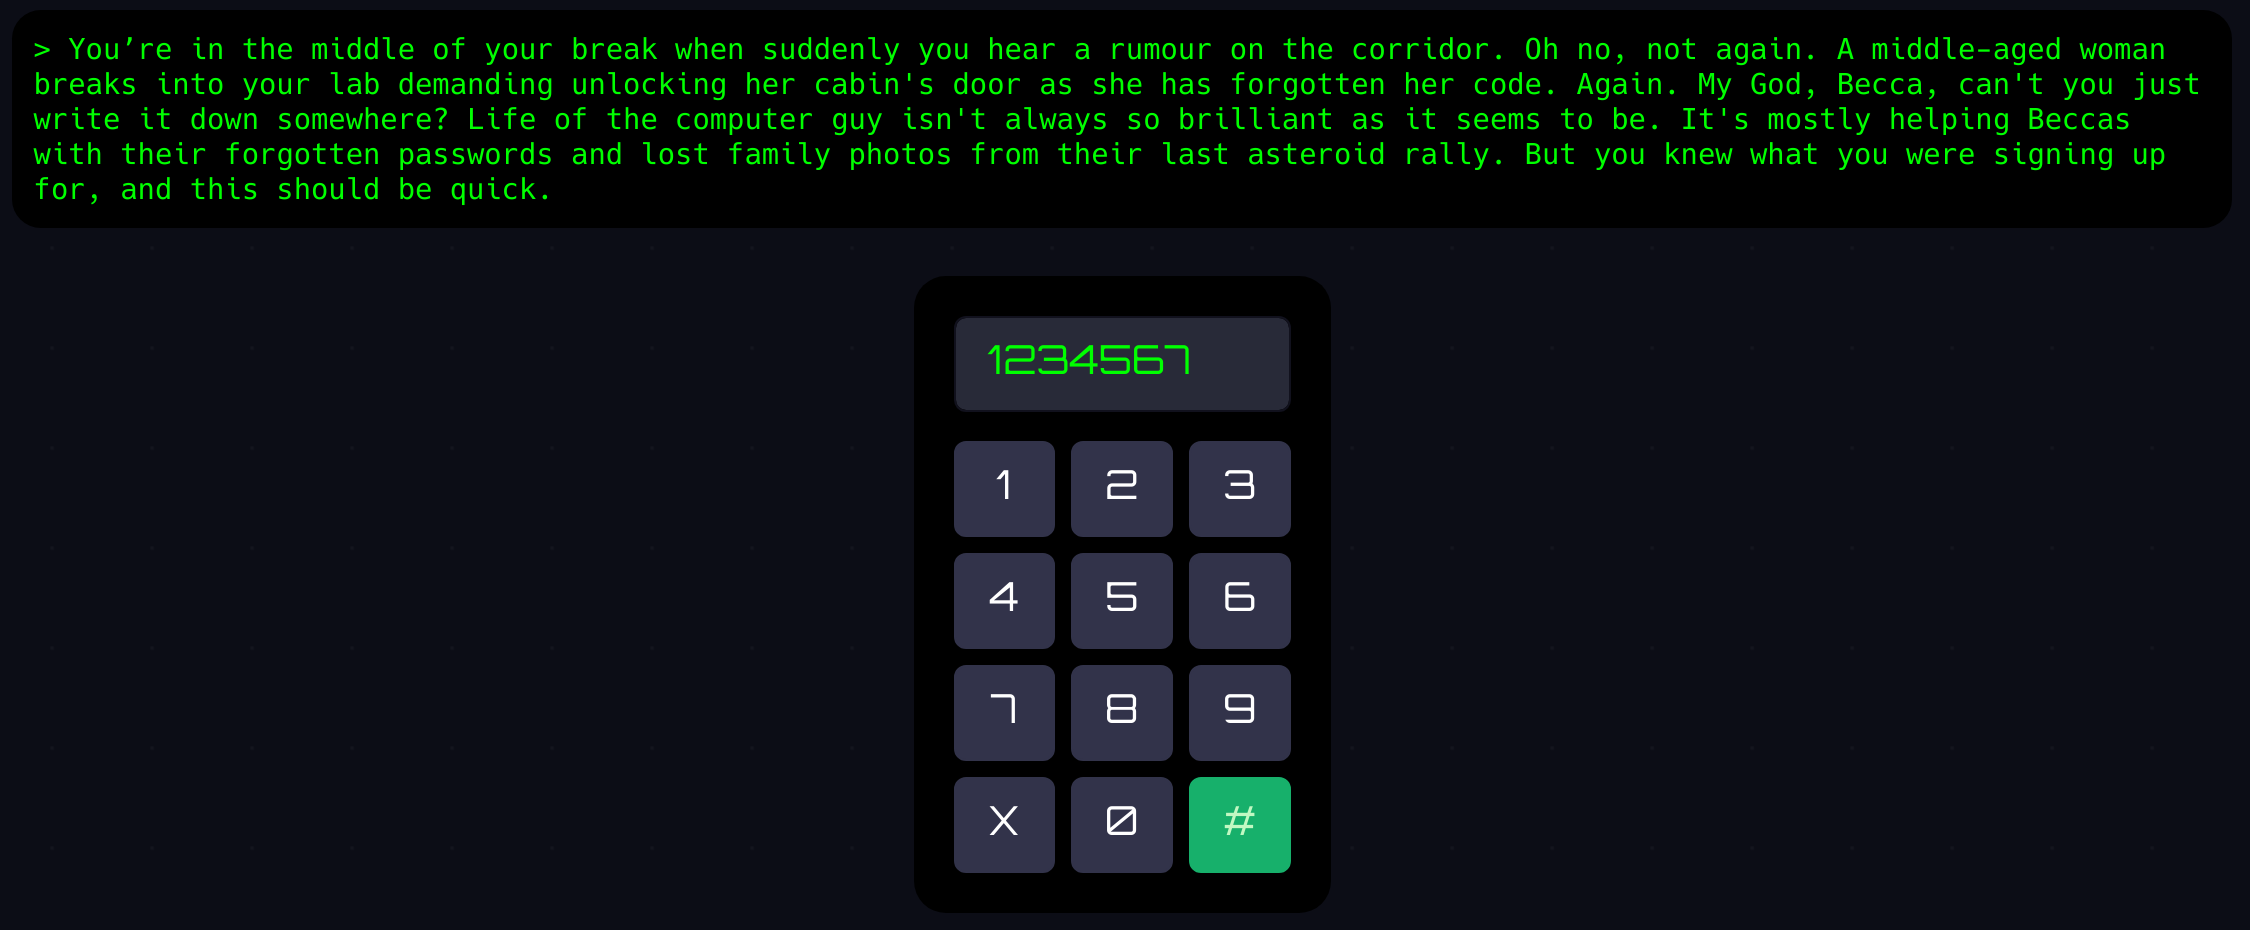 > You’re in the middle of your break when suddenly you hear a rumour on the corridor. Oh no, not again. A middle-aged woman
breaks into your lab demanding unlocking her cabin's door as she has forgotten her code. Again. My God, Becca, can't you just
write it down somewhere? Life of the computer guy isn't always so brilliant as it seems to be. It's mostly helping Beccas
with their forgotten passwords and lost family photos from their last asteroid rally. But you knew what you were signing up
for, and this should be quick.
1234567
1 2 3
4 5 6
7 8 9
X 0 #